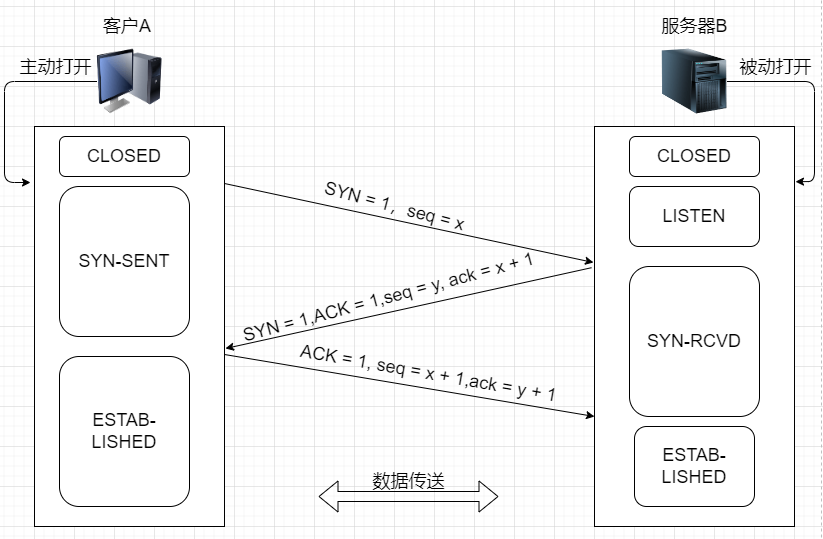 客户A
服务器B
主动打开
被动打开
CLOSED
CLOSED
SYN = 1，seq = x
LISTEN
SYN-SENT
SYN = 1,ACK = 1,seq = y, ack = x + 1
SYN-RCVD
ACK = 1, seq = x + 1,ack = y + 1
ESTAB-
LISHED
ESTAB-
LISHED
数据传送